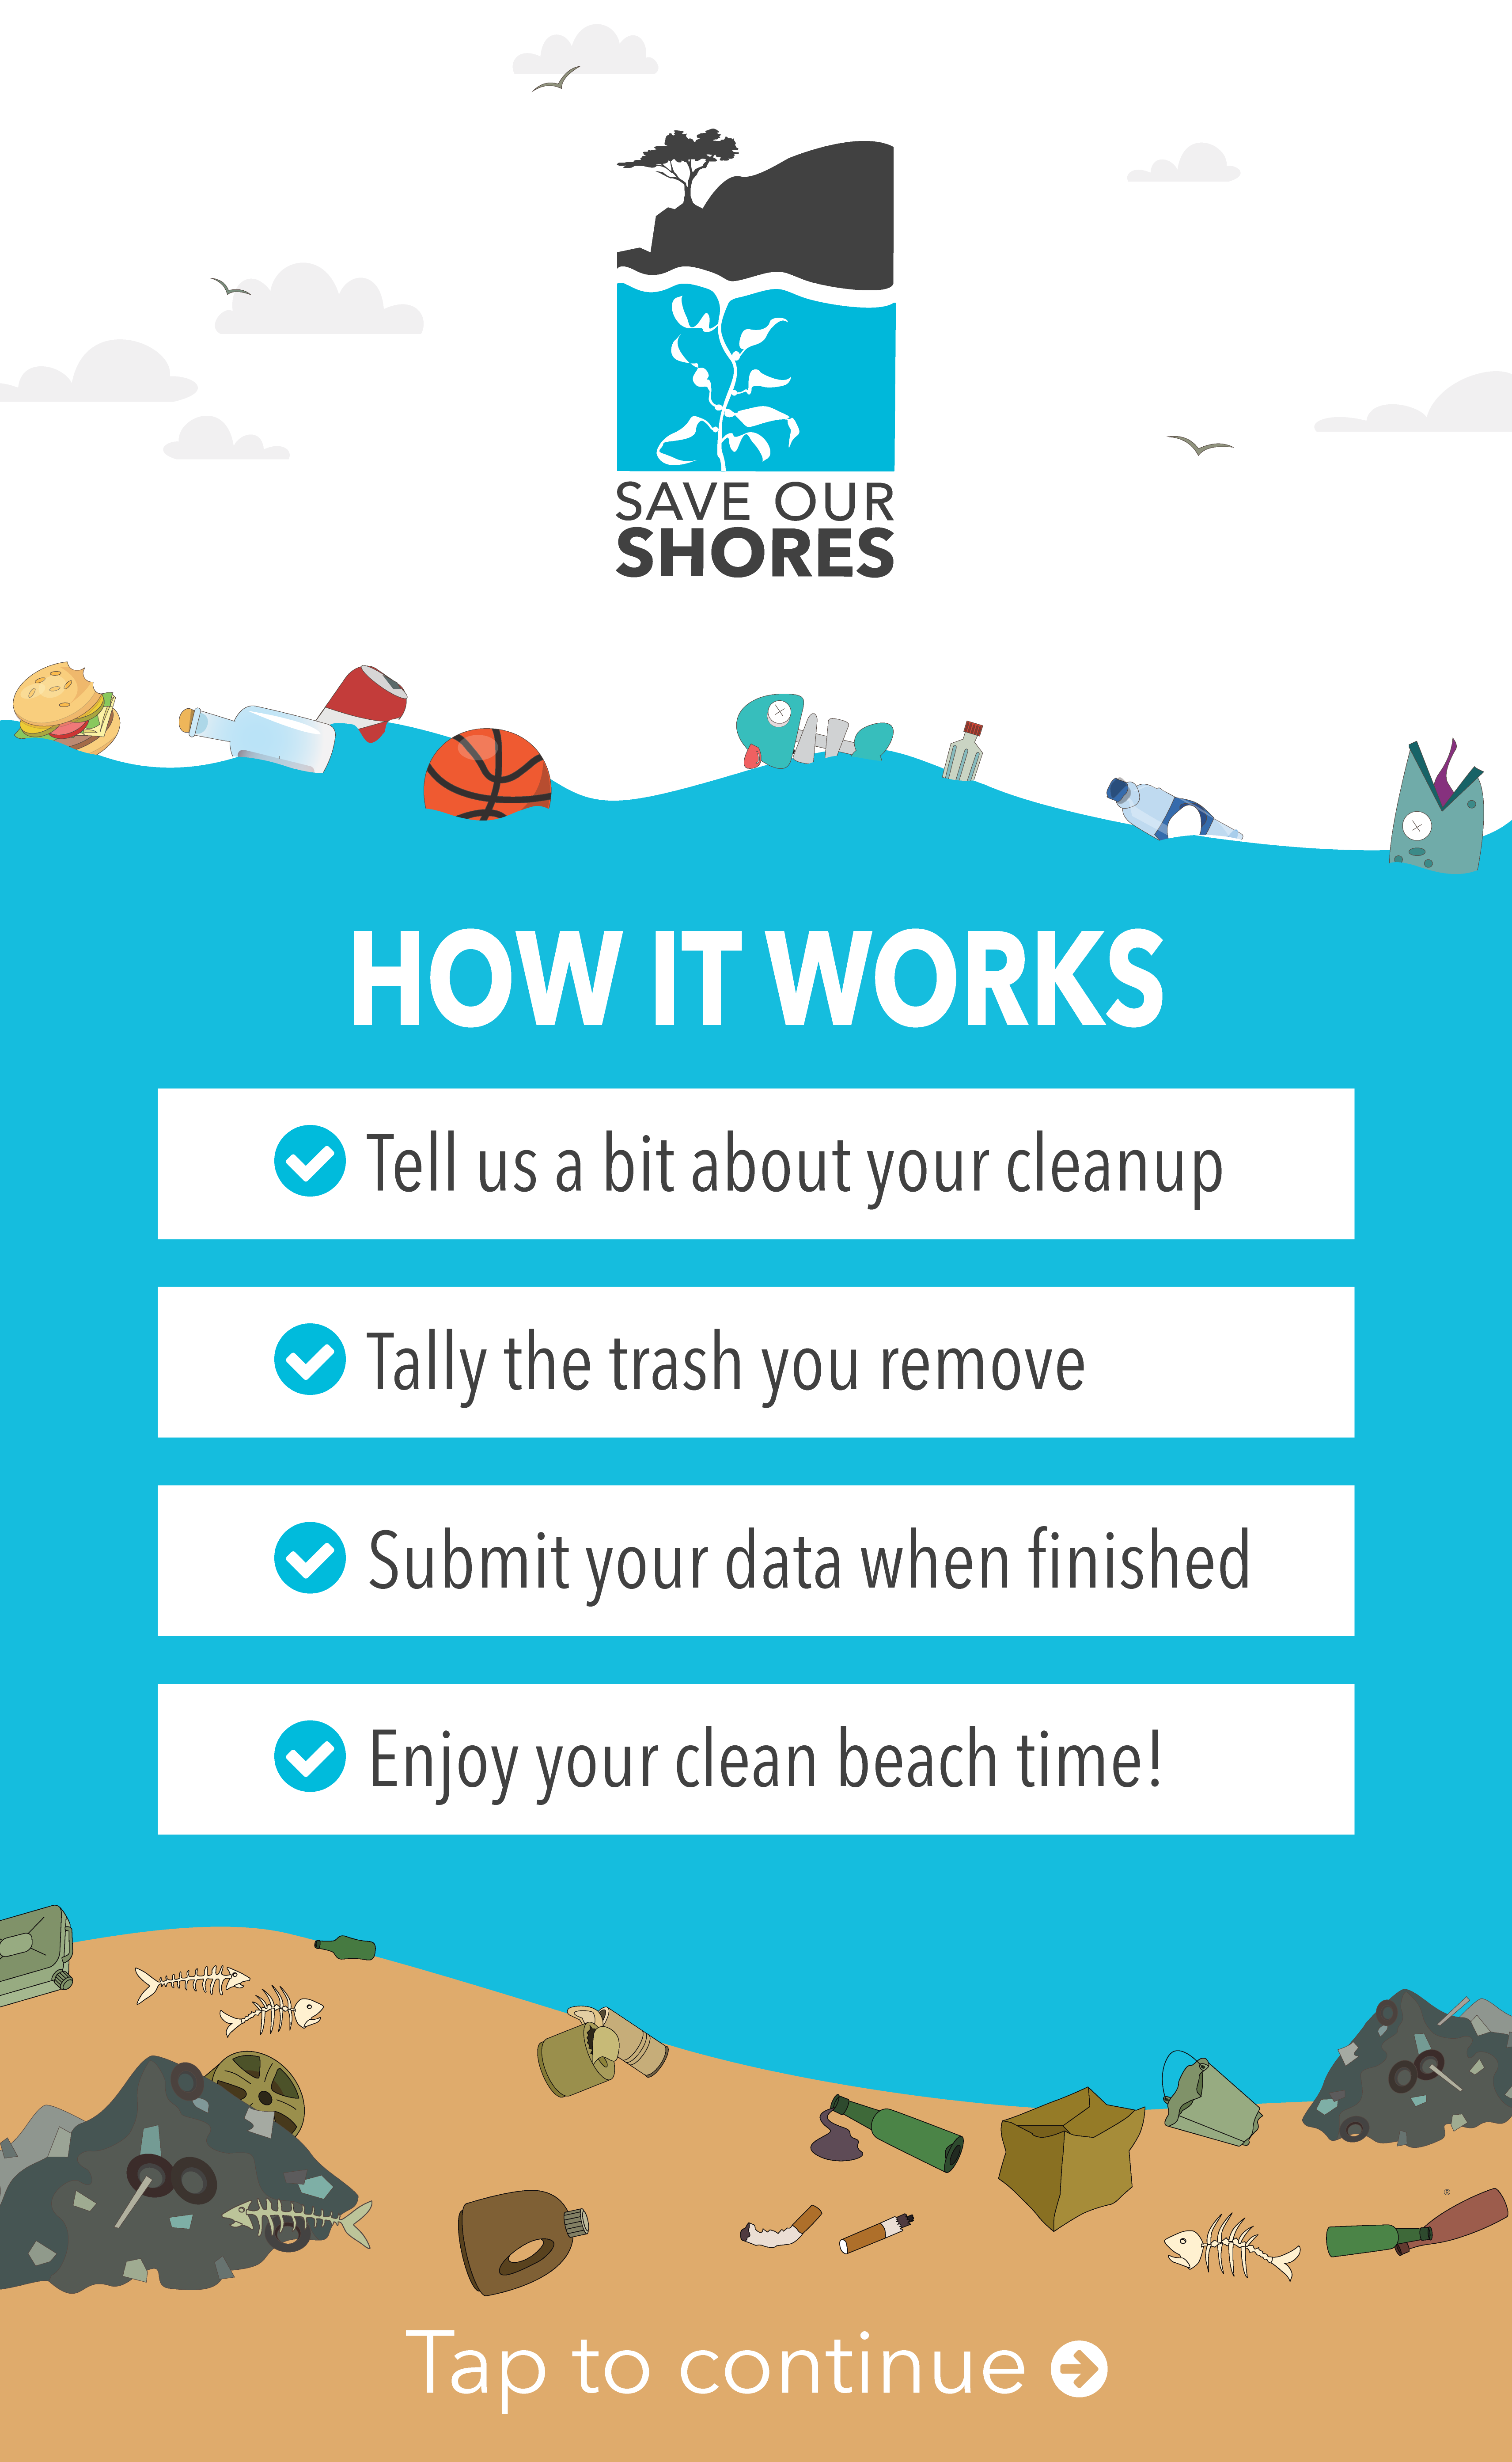 SAVE OUR
SHORES
HOW IT WORKS
Tell us a bit about your cleanup
Tally the trash you remove
Submit your data when finished
Enjoy your clean beach time!
®
Tap to continue